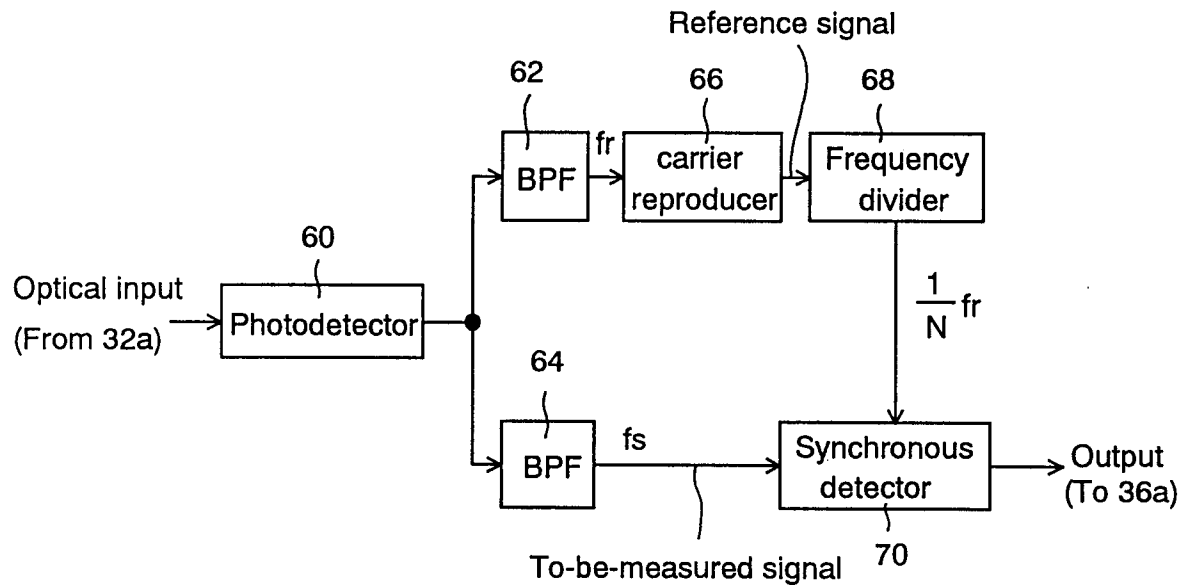 Reference signal
62
66
68
BPF
fr
carrier
reproducer
Frequency
divider
60
Optical input
(From 32a)
Photodetector
1
N
fr
64
BPF
fs
Synchronous
detector
Output
(To 36a)
70
To-be-measured signal